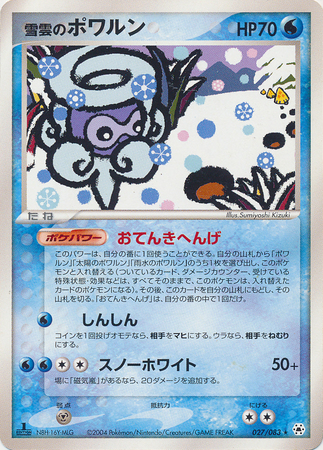 雪雲のポワルン HP70
Illus. Sumiyoshi Kizuki
たね
ポケパワー おてんきへんげ
このパワーは、自分の番に1回使うことができる。自分の山札から「ポワ
ルン」「太陽のポワルン」「雨水のポワルン」のうち1枚を選び出し、このポケ
モンと入れ替える(ついているカード、ダメージカウンター、受けている
特殊状態・効果などは、すべてそのままで、このポケモンは、入れ替え
たカードのポケモンになる)。その後、このカードを自分の山札にもどし、その
山札を切る。「おてんきへんげ」は、自分の番の中で1回だけ。
しんしん
コインを1回投げオモテなら、相手をマヒにする。ウラなら、相手をねむり
にする。
スノーホワイト 50+
場に「磁気嵐」があるなら、20ダメージを追加。
弱点 抵抗力 にげる
1 EDITION NBH-16Y-MLG ©2004 Pokémon/Nintendo/Creatures/GAME FREAK 027/083 ★